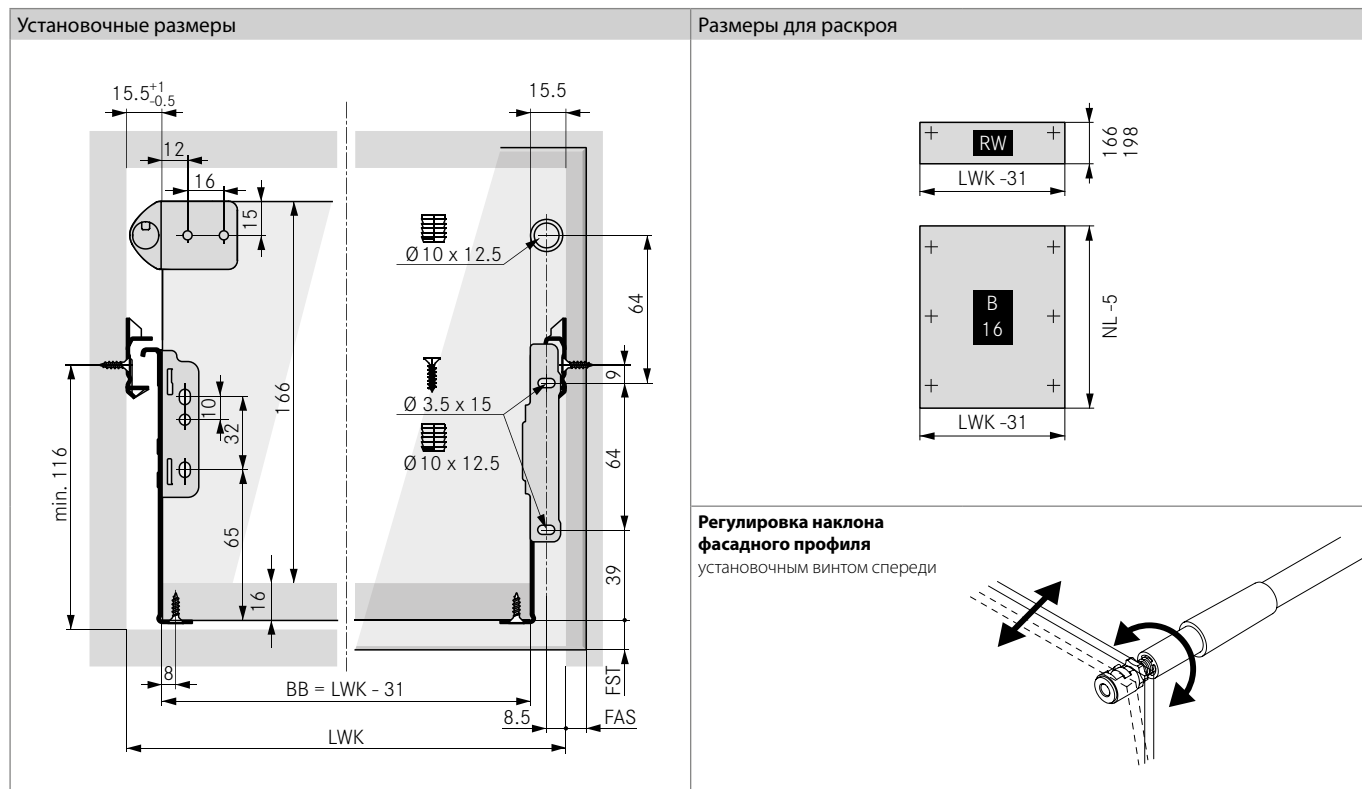 Установочные размеры
Размеры для раскроя
15.5 +1 -0.5
15.5
12
16
15
166
Ø10 x 12.5
64
9
Ø 3.5 x 15
10
32
Ø10 x 12.5
64
min. 116
65
16
39
8
BB = LWK - 31
FST
8.5
FAS
LWK
RW
166
198
LWK -31
B
16
NL -5
LWK -31
Регулировка наклона
фасадного профиля
установочным винтом спереди